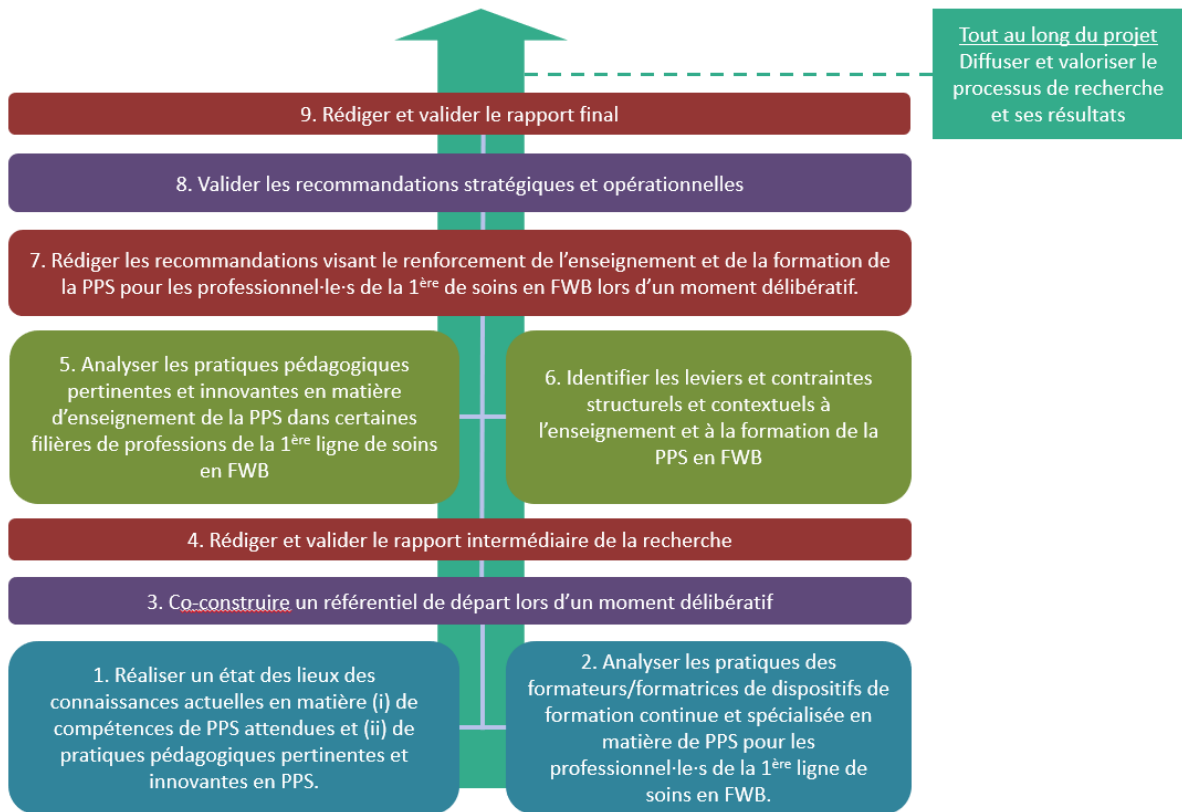 Tout au long du projet
Diffuser et valoriser le
processus de recherche
et ses résultats
9. Rédiger et valider le rapport final
8. Valider les recommandations stratégiques et opérationnelles
7. Rédiger les recommandations visant le renforcement de l'enseignement et de la formation de
la PPS pour les professionnel·le·s de la 1ère de soins en FWB lors d'un moment délibératif.
5. Analyser les pratiques pédagogiques
pertinentes et innovantes en matière
d'enseignement de la PPS dans certaines
filières de professions de la 1ère ligne de soins
en FWB
6. Identifier les leviers et contraintes
structurels et contextuels à
l'enseignement et à la formation de la
PPS en FWB
4. Rédiger et valider le rapport intermédiaire de la recherche
3. Co-construire un référentiel de départ lors d'un moment délibératif
1. Réaliser un état des lieux des
connaissances actuelles en matière (i) de
compétences de PPS attendues et (ii) de
pratiques pédagogiques pertinentes et
innovantes en PPS.
2. Analyser les pratiques des
formateurs/formatrices de dispositifs de
formation continue et spécialisée en
matière de PPS pour les
professionnel·le·s de la 1ère ligne de
soins en FWB.